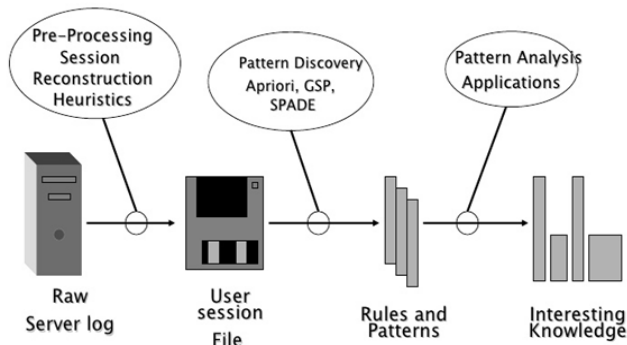 Pre-Processing
Session
Reconstruction
Heuristics
Pattern Discovery
Apriori, GSP,
SPADE
Pattern Analysis
Applications
Raw
Server log
User
session
File
Rules and
Patterns
Interesting
Knowledge